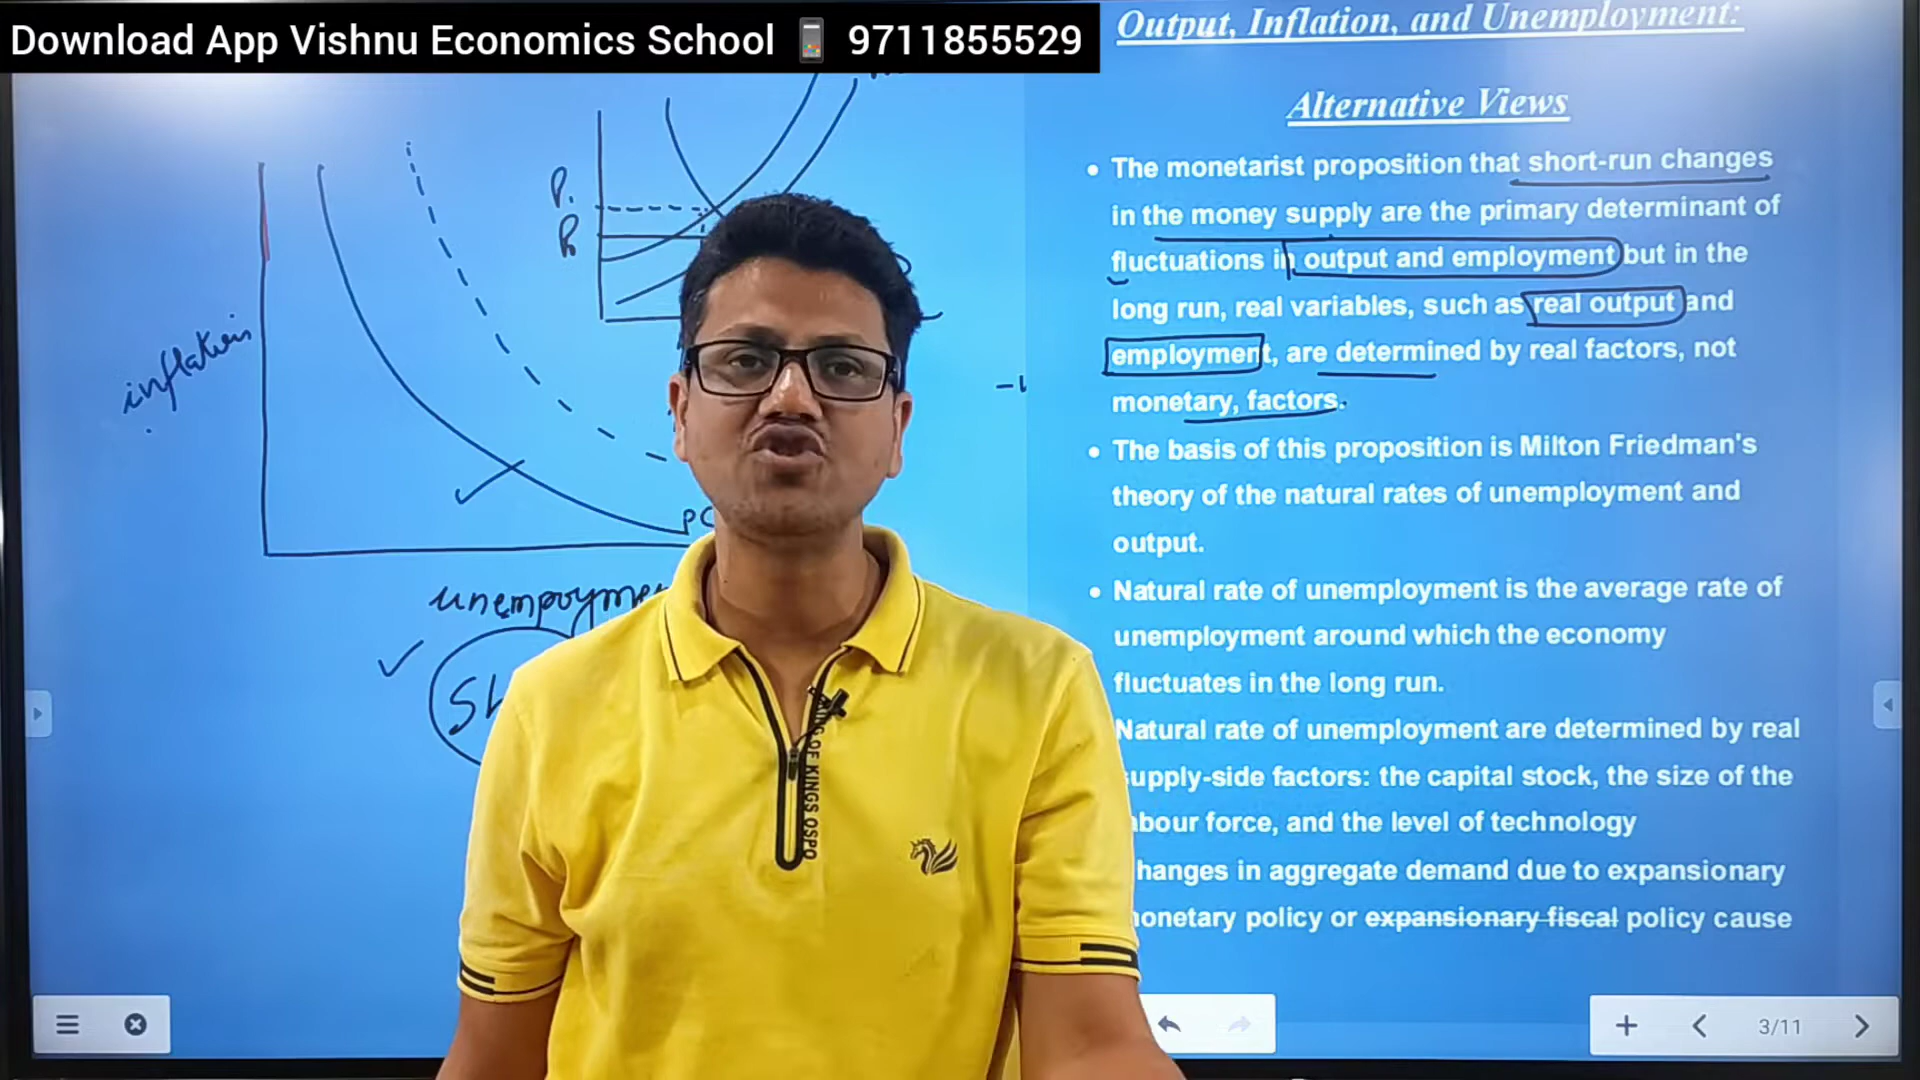 Download App Vishnu Economics School 9711855529
Output, Inflation, and Unemployment:
Alternative Views
• The monetarist proposition that short-run changes
in the money supply are the primary determinant of
fluctuations in output and employment but in the
long run, real variables, such as real output and
employment, are determined by real factors, not
monetary, factors.
• The basis of this proposition is Milton Friedman's
theory of the natural rates of unemployment and
output.
• Natural rate of unemployment is the average rate of
unemployment around which the economy
fluctuates in the long run.
Natural rate of unemployment are determined by real
upply-side factors: the capital stock, the size of the
bour force, and the level of technology
hanges in aggregate demand due to expansionary
onetary policy or expansionary fiscal policy cause
inflation
PC
P1
unempoyme
KING OF KINGS OSPO
3/11